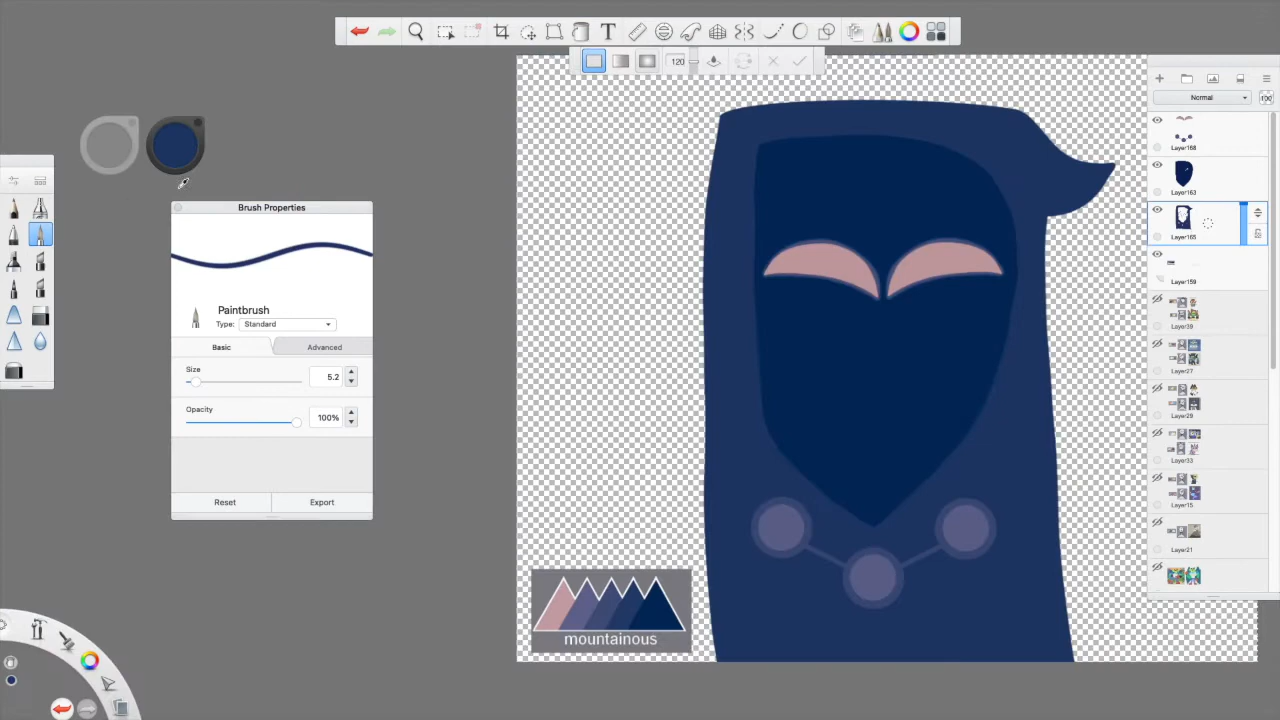 T
120
Normal
100
Layer168
Layer163
Layer165
Layer159
Layer39
Layer27
Layer29
Layer33
Layer15
Layer21
Brush Properties
Paintbrush
Type: Standard
Basic Advanced
Size
5.2
Opacity
100%
Reset Export
mountainous